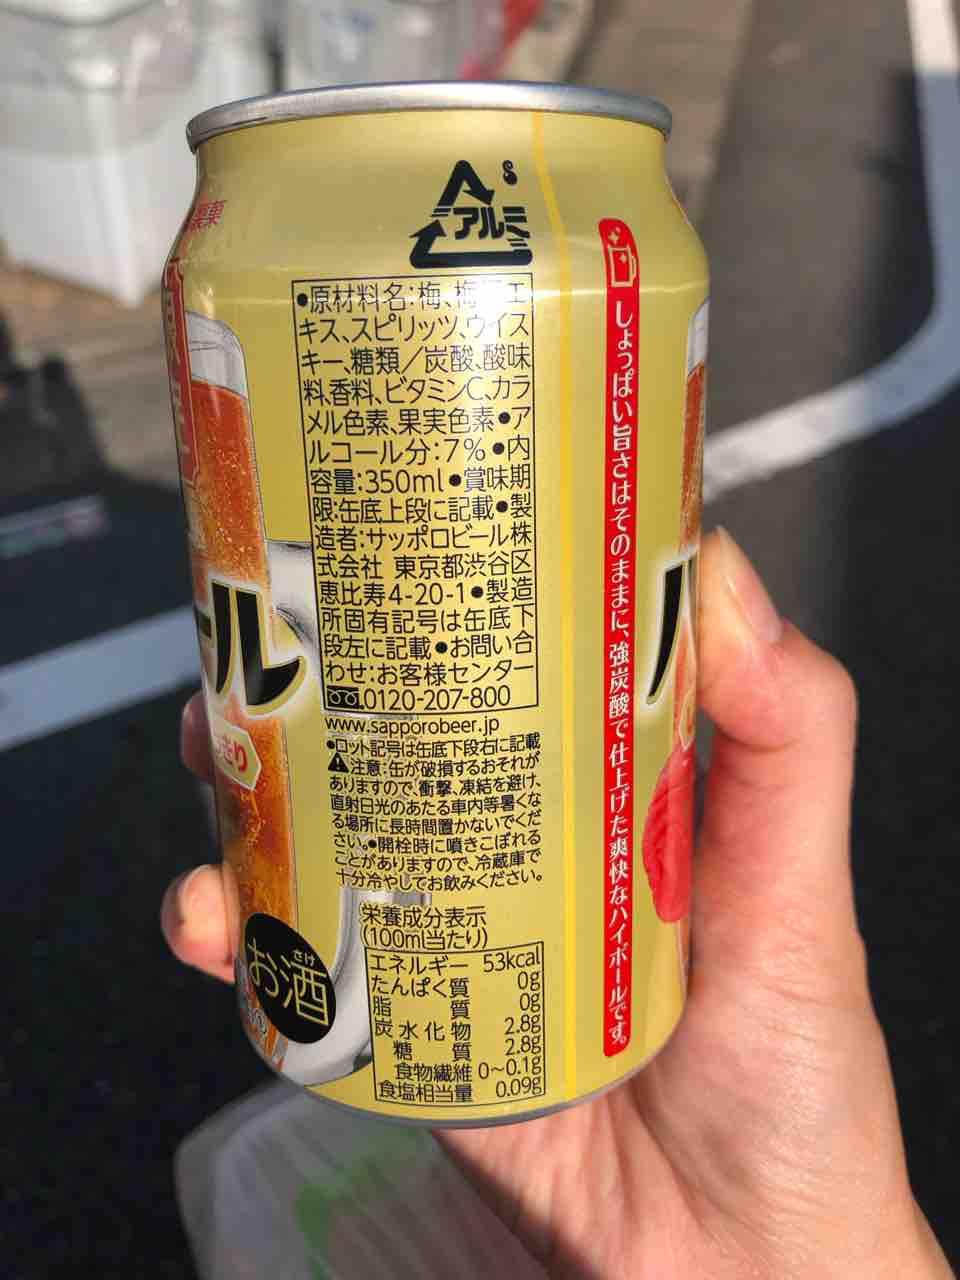 アルミ
●原材料名:梅、梅
キス、スピリッツ、ウイス
キー、糖類／炭酸、酸味
料、香料、ビタミンC、カラ
メル色素、果実色素●ア
ルコール分:7%●内
容量:350ml●賞味期
限:缶底上段に記載●製
造者:サッポロビール株
式会社 東京都渋谷区
恵比寿4-20-1●製造
所固有記号は缶底下
段左に記載●お問い合
わせ:お客様センター
0120-207-800
www.sapporobeer.jp
●ロット記号は缶底下段右に記載
注意:缶が破損するおそれが
ありますので、衝撃、凍結を避け、
直射日光のあたる車内等暑くな
る場所に長時間置かないでくだ
さい。●開栓時に噴きこぼれる
ことがありますので、冷蔵庫で
十分冷やしてお飲みください。
栄養成分表示
(100ml当たり)
エネルギー 53kcal
たんぱく質 0g
脂質 0g
炭水化物 2.8g
糖質 2.8g
食物繊維 0〜0.1g
食塩相当量 0.09g
しょっぱい旨さはそのままに、強炭酸で仕上げた爽快なハイボールです。
ール
お酒
さけ
ハ